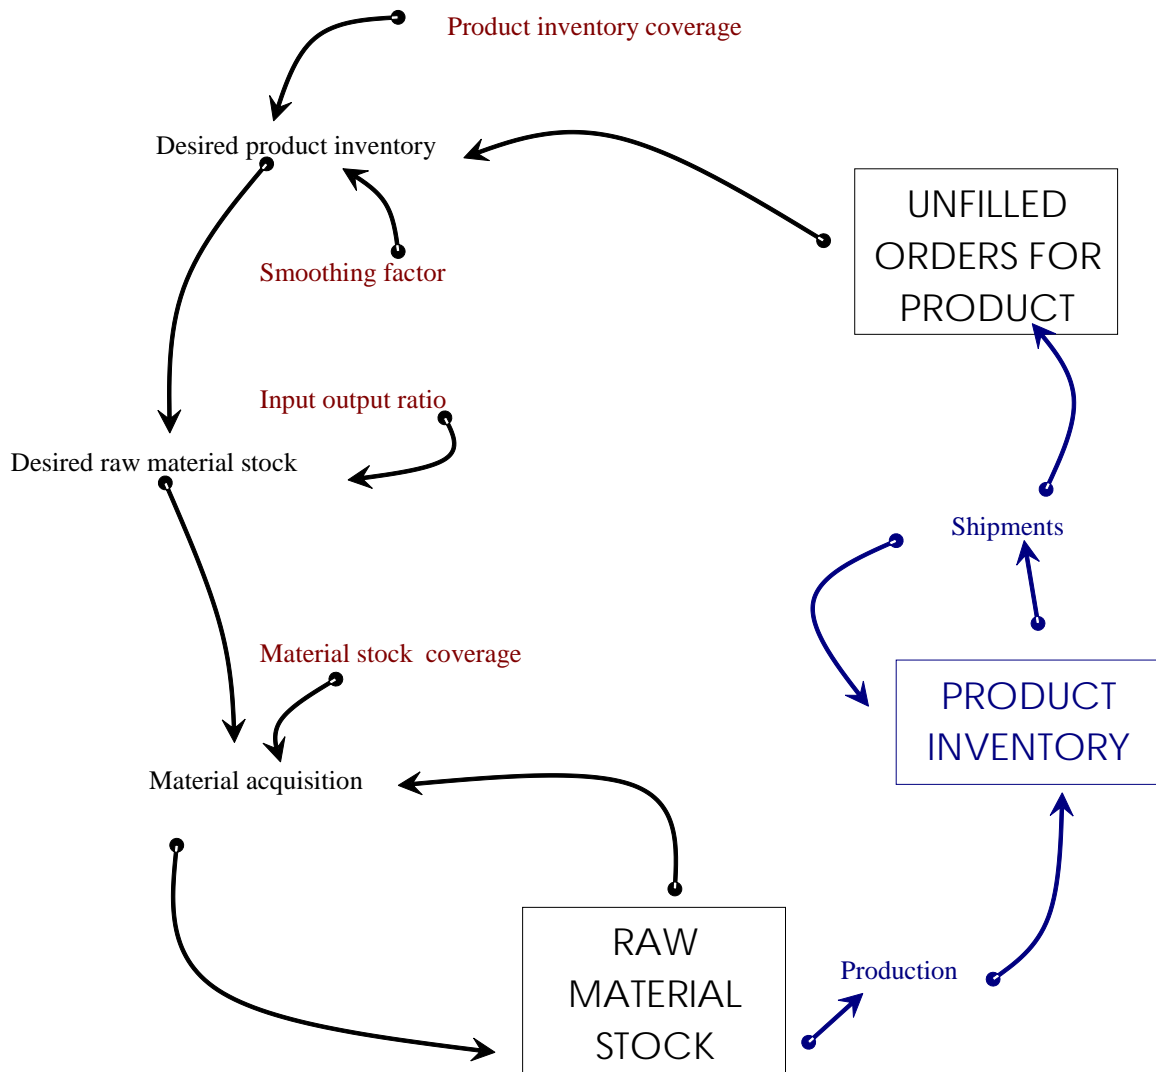 Product inventory coverage
Desired product inventory
UNFILLED
ORDERS FOR
PRODUCT
Smoothing factor
Input output ratio
Desired raw material stock
Shipments
Material stock  coverage
PRODUCT
INVENTORY
Material acquisition
RAW
MATERIAL
STOCK
Production